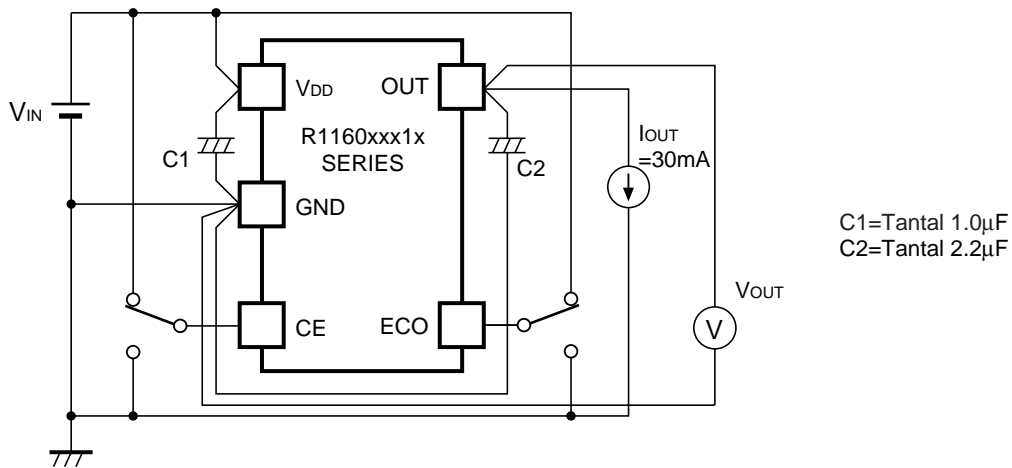 VIN
VDD
OUT
R1160xxx1x
SERIES
C1
C2
IOUT
=30mA
GND
C1=Tantal 1.0μF
C2=Tantal 2.2μF
VOUT
CE
ECO
V